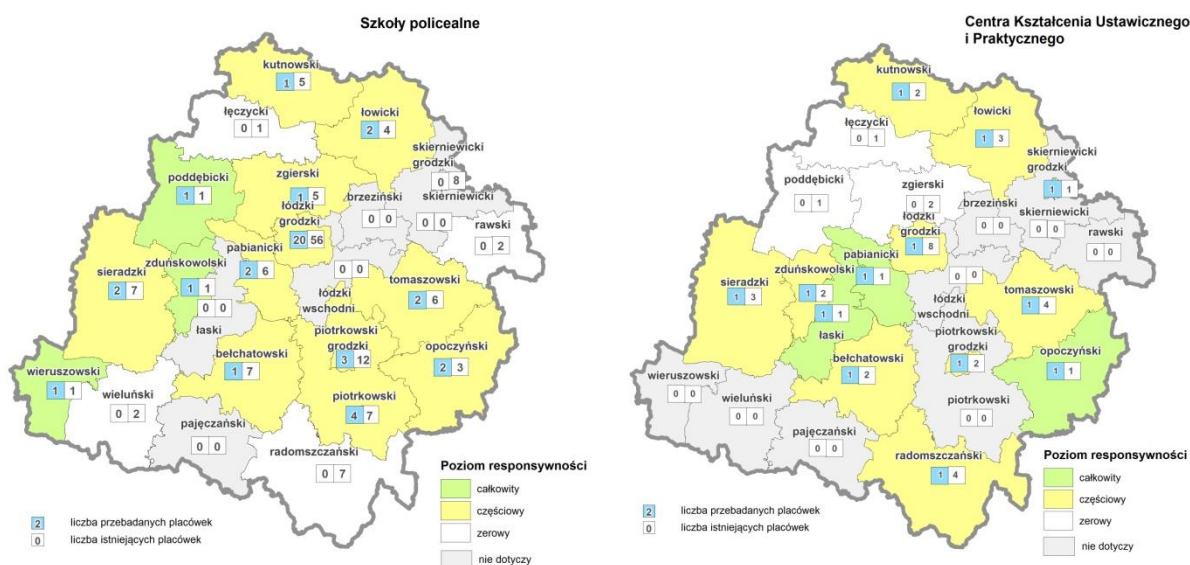 Szkoły policealne
kutnowski
1 5
łęczycki
0 1
łowicki
2 4
skierniewicki
grodzki
0 8
poddębicki
1 1
zgierski
1 5
brzeziński
0 0
skierniewicki
0 0
rawski
0 2
łódzki
grodzki
20 56
pabianicki
2 6
sieradzki
2 7
zduńskowolski
1 1
0 0
łaski
0 0
łódzki
wschodni
tomaszowski
2 6
piotrkowski
grodzki
3 12
opoczyński
2 3
bełchatowski
1 7
wieruszowski
1 1
wieluński
0 2
piotrkowski
4 7
pajęczański
0 0
radomszczański
0 7
Poziom responsywności
całkowity
częściowy
zerowy
nie dotyczy
2 liczba przebadanych placówek
0 liczba istniejących placówek
Centra Kształcenia Ustawicznego
i Praktycznego
kutnowski
1 2
łęczycki
0 1
łowicki
1 3
skierniewicki
grodzki
1 1
poddębicki
0 1
zgierski
0 2
brzeziński
0 0
skierniewicki
0 0
rawski
0 0
łódzki
grodzki
1 8
pabianicki
1 1
sieradzki
1 3
zduńskowolski
1 2
1 1
łaski
0 0
łódzki
wschodni
tomaszowski
1 4
piotrkowski
grodzki
1 2
opoczyński
1 1
bełchatowski
1 2
wieruszowski
0 0
wieluński
0 0
piotrkowski
0 0
pajęczański
0 0
radomszczański
1 4
Poziom responsywności
całkowity
częściowy
zerowy
nie dotyczy
2 liczba przebadanych placówek
0 liczba istniejących placówek